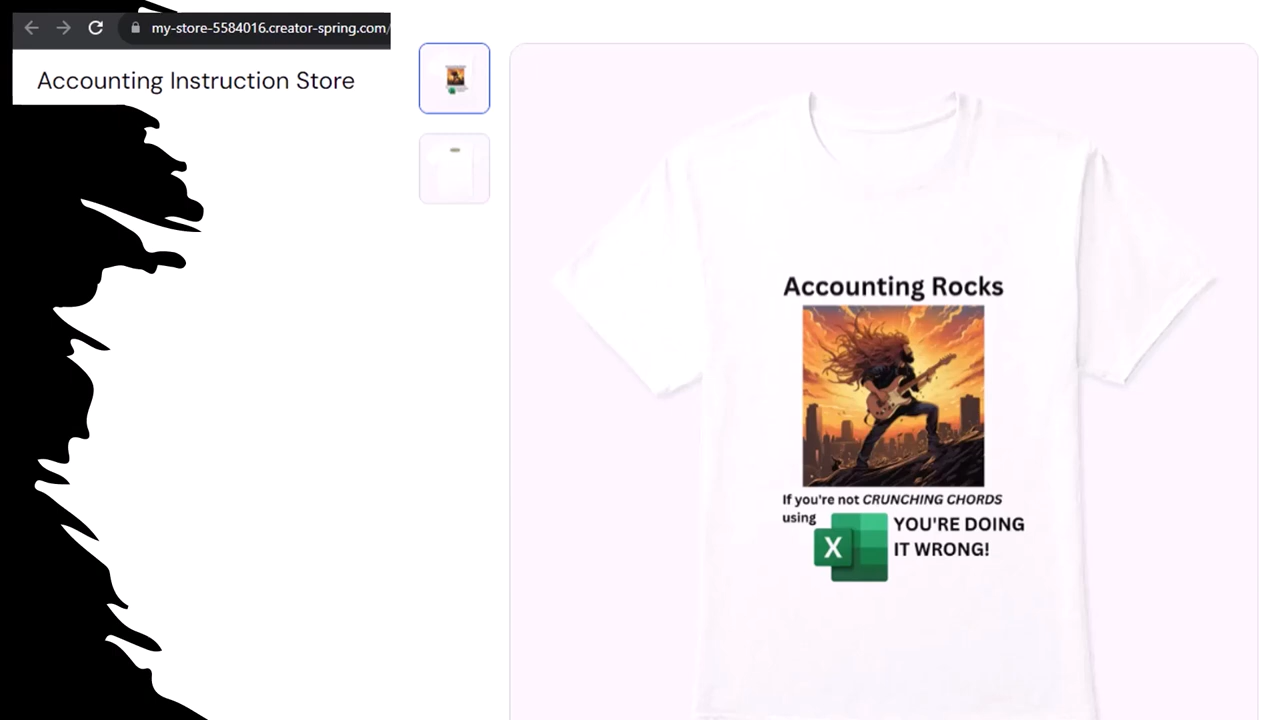 my-store-5584016.creator-spring.com/
Accounting Instruction Store
Accounting Rocks
If you're not CRUNCHING CHORDS
using
X
YOU'RE DOING
IT WRONG!